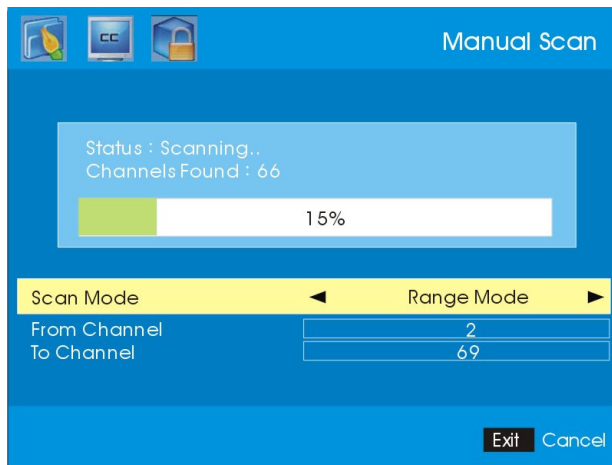 CC
Manual Scan
Status : Scanning..
Channels Found : 66
15%
Scan Mode ◄ Range Mode ►
From Channel 2
To Channel 69
Exit Cancel